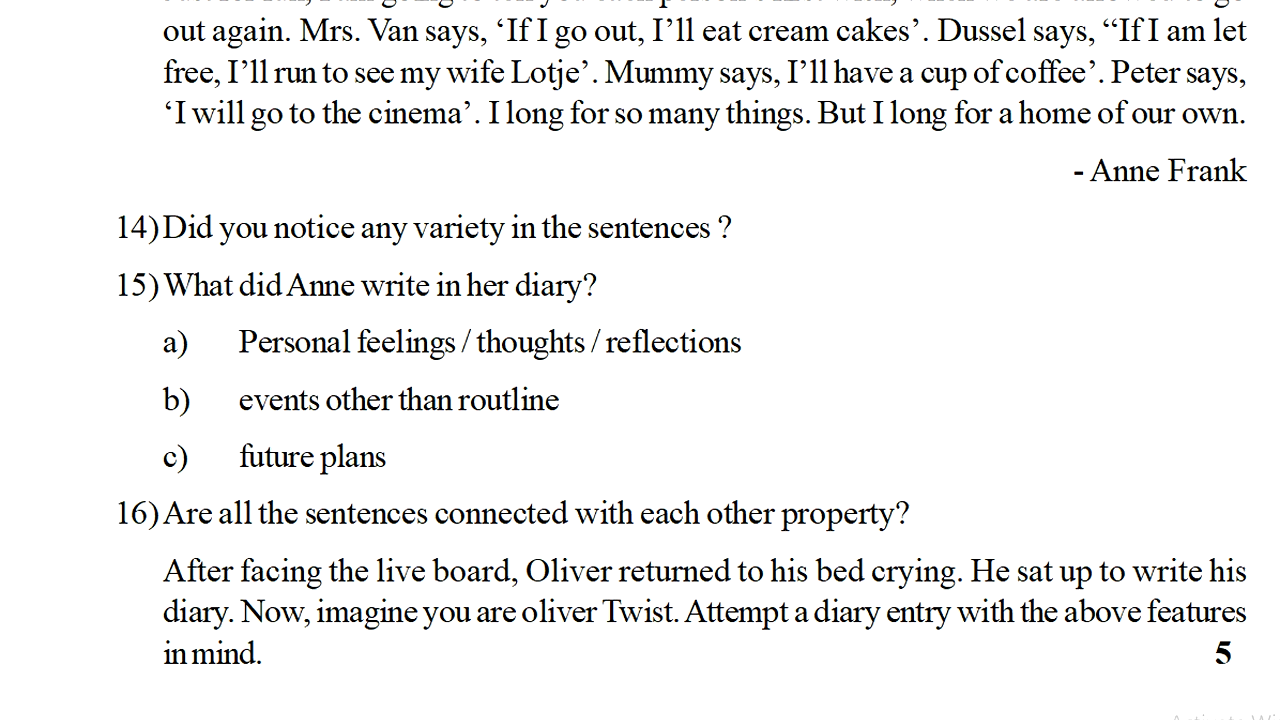 out again. Mrs. Van says, ‘If I go out, I’ll eat cream cakes’. Dussel says, “If I am let
free, I’ll run to see my wife Lotje’. Mummy says, I’ll have a cup of coffee’. Peter says,
‘I will go to the cinema’. I long for so many things. But I long for a home of our own.
- Anne Frank
14) Did you notice any variety in the sentences ?
15) What did Anne write in her diary?
a) Personal feelings / thoughts / reflections
b) events other than routline
c) future plans
16) Are all the sentences connected with each other property?
After facing the live board, Oliver returned to his bed crying. He sat up to write his
diary. Now, imagine you are oliver Twist. Attempt a diary entry with the above features
in mind. 5